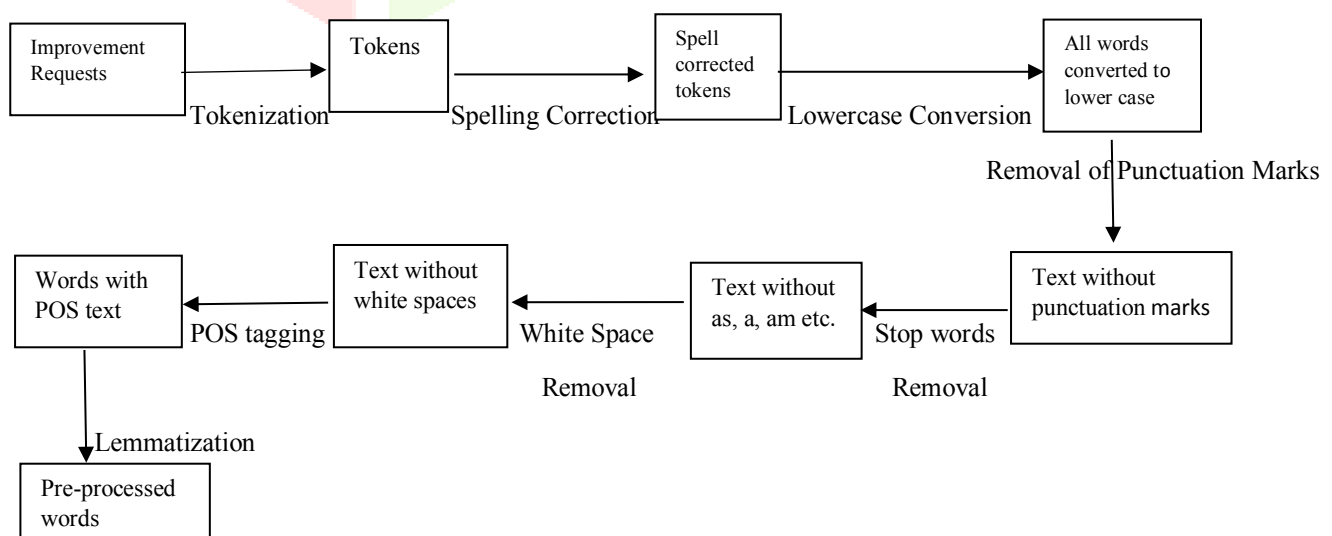 Improvement
Requests
Tokenization
Tokens
Spelling Correction
Spell
corrected
tokens
Lowercase Conversion
All words
converted to
lower case
Removal of Punctuation Marks
Text without
punctuation marks
Stop words
Removal
Text without
as, a, am etc.
White Space
Removal
Text without
white spaces
POS tagging
Words with
POS text
Lemmatization
Pre-processed
words